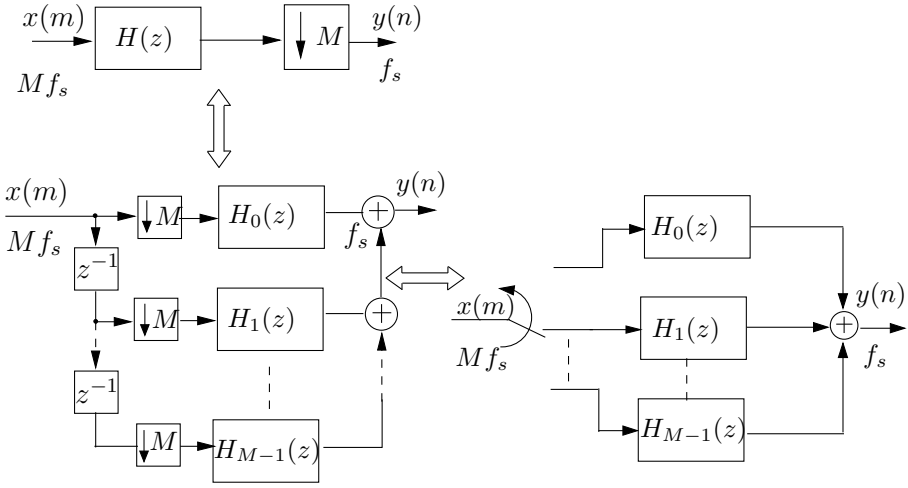 x(m) H(z) ↓ M y(n)
Mf_s f_s
x(m) ↓ M H_0(z) + y(n)
Mf_s f_s
z^{-1}
↓ M H_1(z) +
z^{-1}
↓ M H_{M−1}(z)
H_0(z)
x(m) H_1(z) + y(n)
Mf_s f_s
H_{M−1}(z)